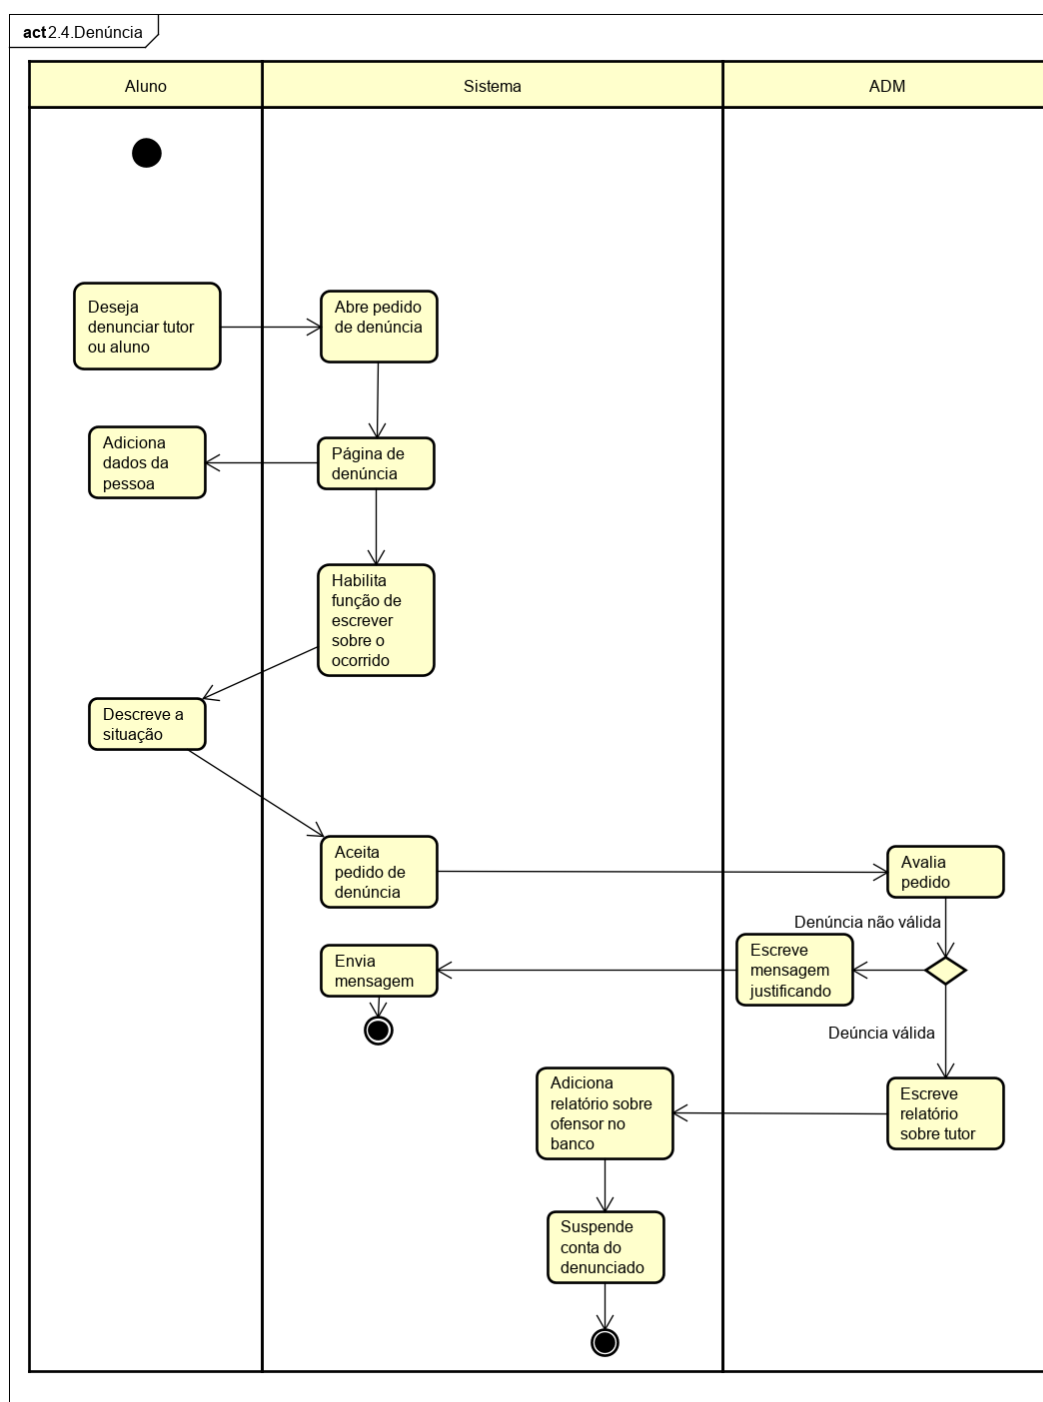 act 2.4.Denúncia
Aluno
Sistema
ADM
Deseja
denunciar tutor
ou aluno
Abre pedido
de denúncia
Adiciona
dados da
pessoa
Página de
denúncia
Habilita
função de
escrever
sobre o
ocorrido
Descreve a
situação
Aceita
pedido de
denúncia
Avalia
pedido
Denúncia não válida
Envia
mensagem
Escreve
mensagem
justificando
Deúncia válida
Adiciona
relatório sobre
ofensor no
banco
Escreve
relatório
sobre tutor
Suspende
conta do
denunciado